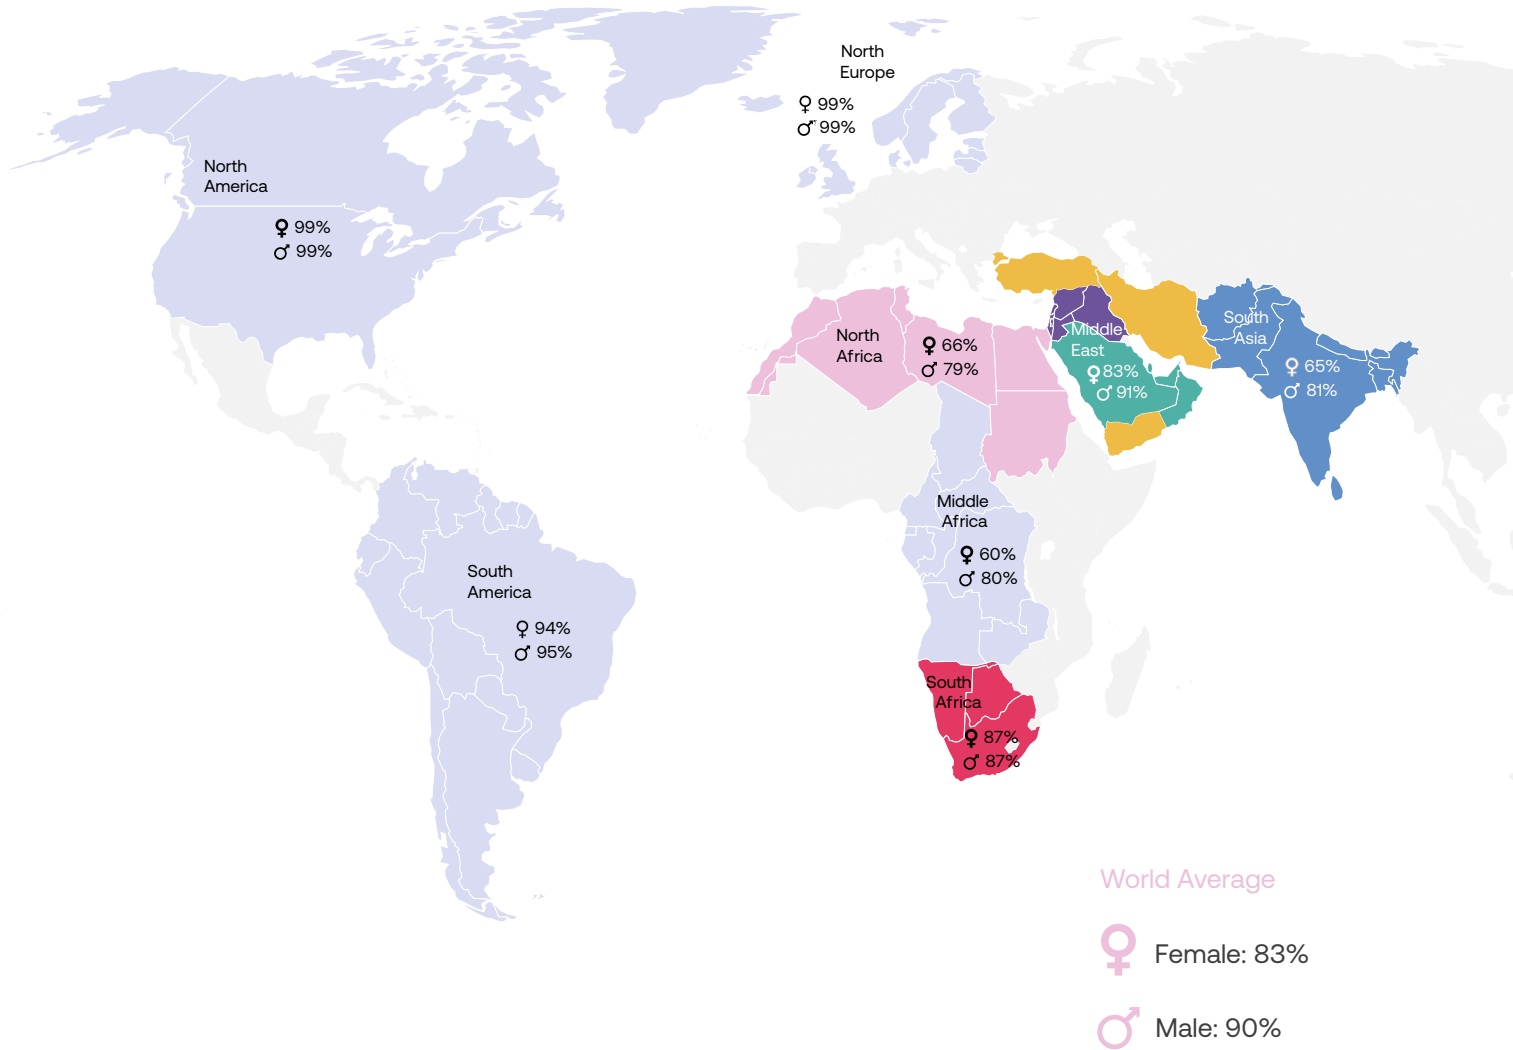 North
Europe
♀ 99%
♂ 99%
North
America
♀ 99%
♂ 99%
North
Africa
♀ 66%
♂ 79%
Middle
East
♀ 83%
♂ 91%
South
Asia
♀ 65%
♂ 81%
Middle
Africa
♀ 60%
♂ 80%
South
America
♀ 94%
♂ 95%
South
Africa
♀ 87%
♂ 87%
World Average
♀ Female: 83%
♂ Male: 90%